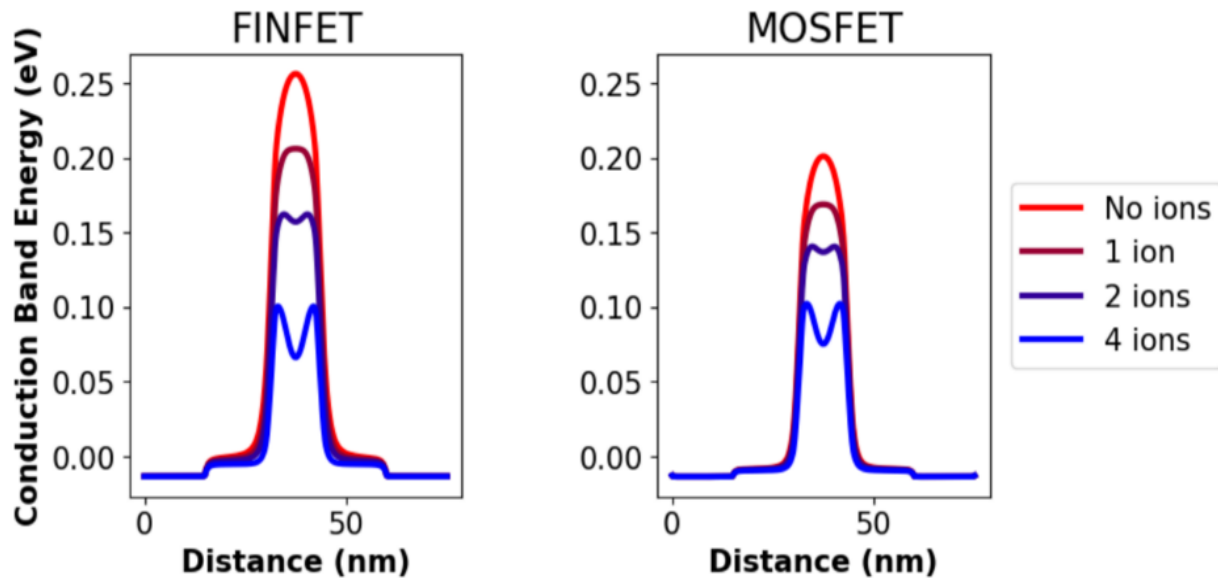 FINFET
MOSFET
Conduction Band Energy (eV)
0.25
0.20
0.15
0.10
0.05
0.00
0
50
Distance (nm)
0.25
0.20
0.15
0.10
0.05
0.00
0
50
Distance (nm)
No ions
1 ion
2 ions
4 ions